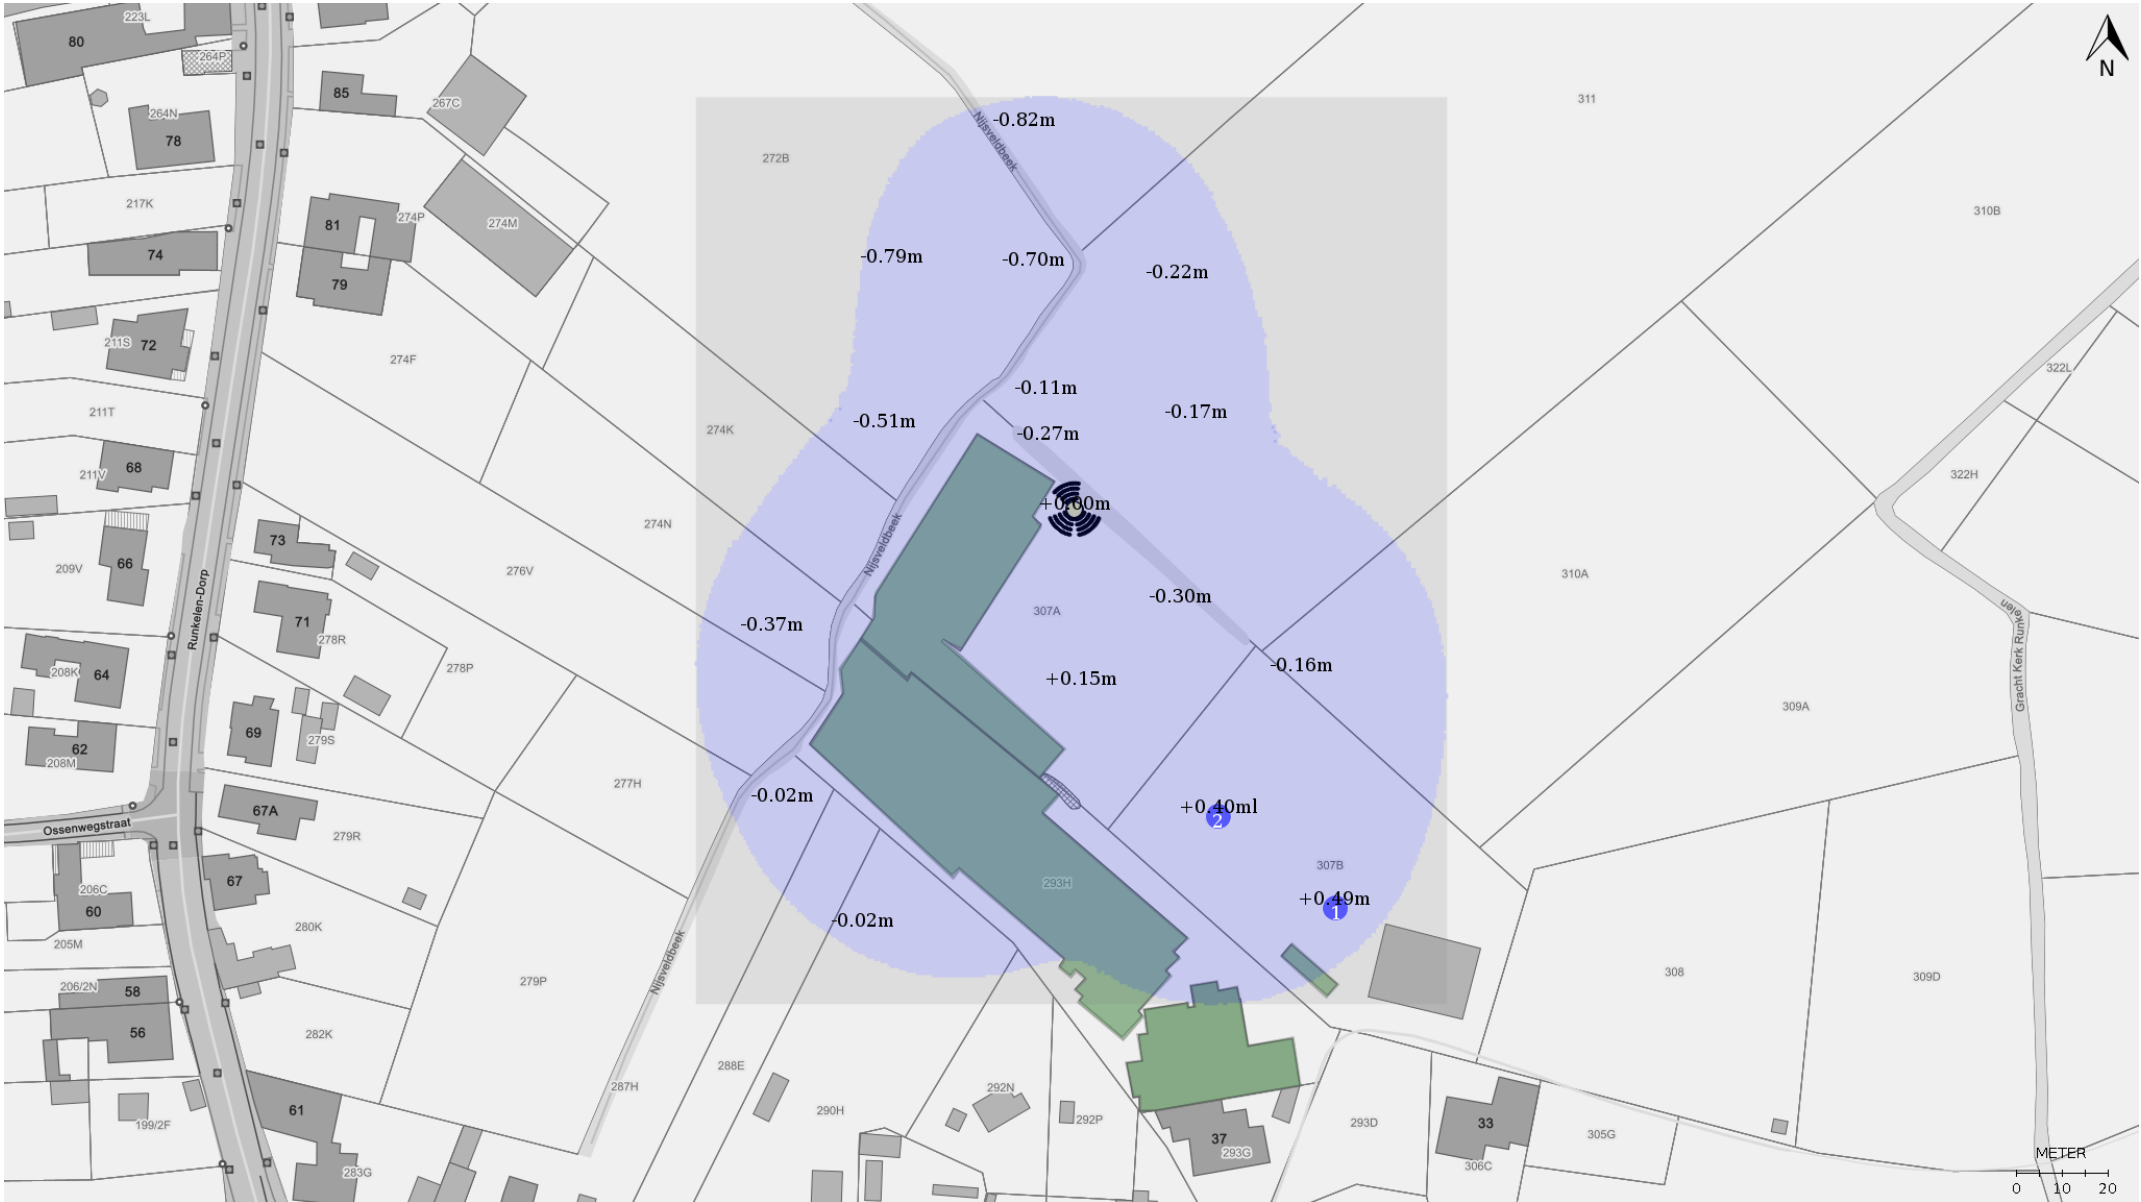 223L
80
264P
N
85
267C
311
-0.82m
264N
Nijsveldbeek
78
272B
217K
274P
310B
81
274M
74
-0.79m
-0.70m
-0.22m
79
211S
72
274F
322L
-0.11m
211T
-0.17m
-0.51m
274K
-0.27m
68
211V
322H
+0.00m
274N
73
Nijsveldbeek
66
209V
276V
310A
-0.30m
Runkelen-Dorp
307A
71
-0.37m
278R
Gracht Kerk Runkelen
278P
-0.16m
208K
64
+0.15m
309A
69
279S
62
208M
277H
-0.02m
+0.40ml
2
67A
Ossenwegstraat
279R
307B
67
293H
206C
+0.49m
1
60
-0.02m
280K
205M
Nijsveldbeek
308
309D
279P
206/2N
58
56
282K
288E
287H
292N
61
290H
292P
293D
33
199/2F
305G
37
293G
METER
306C
283G
0 10 20